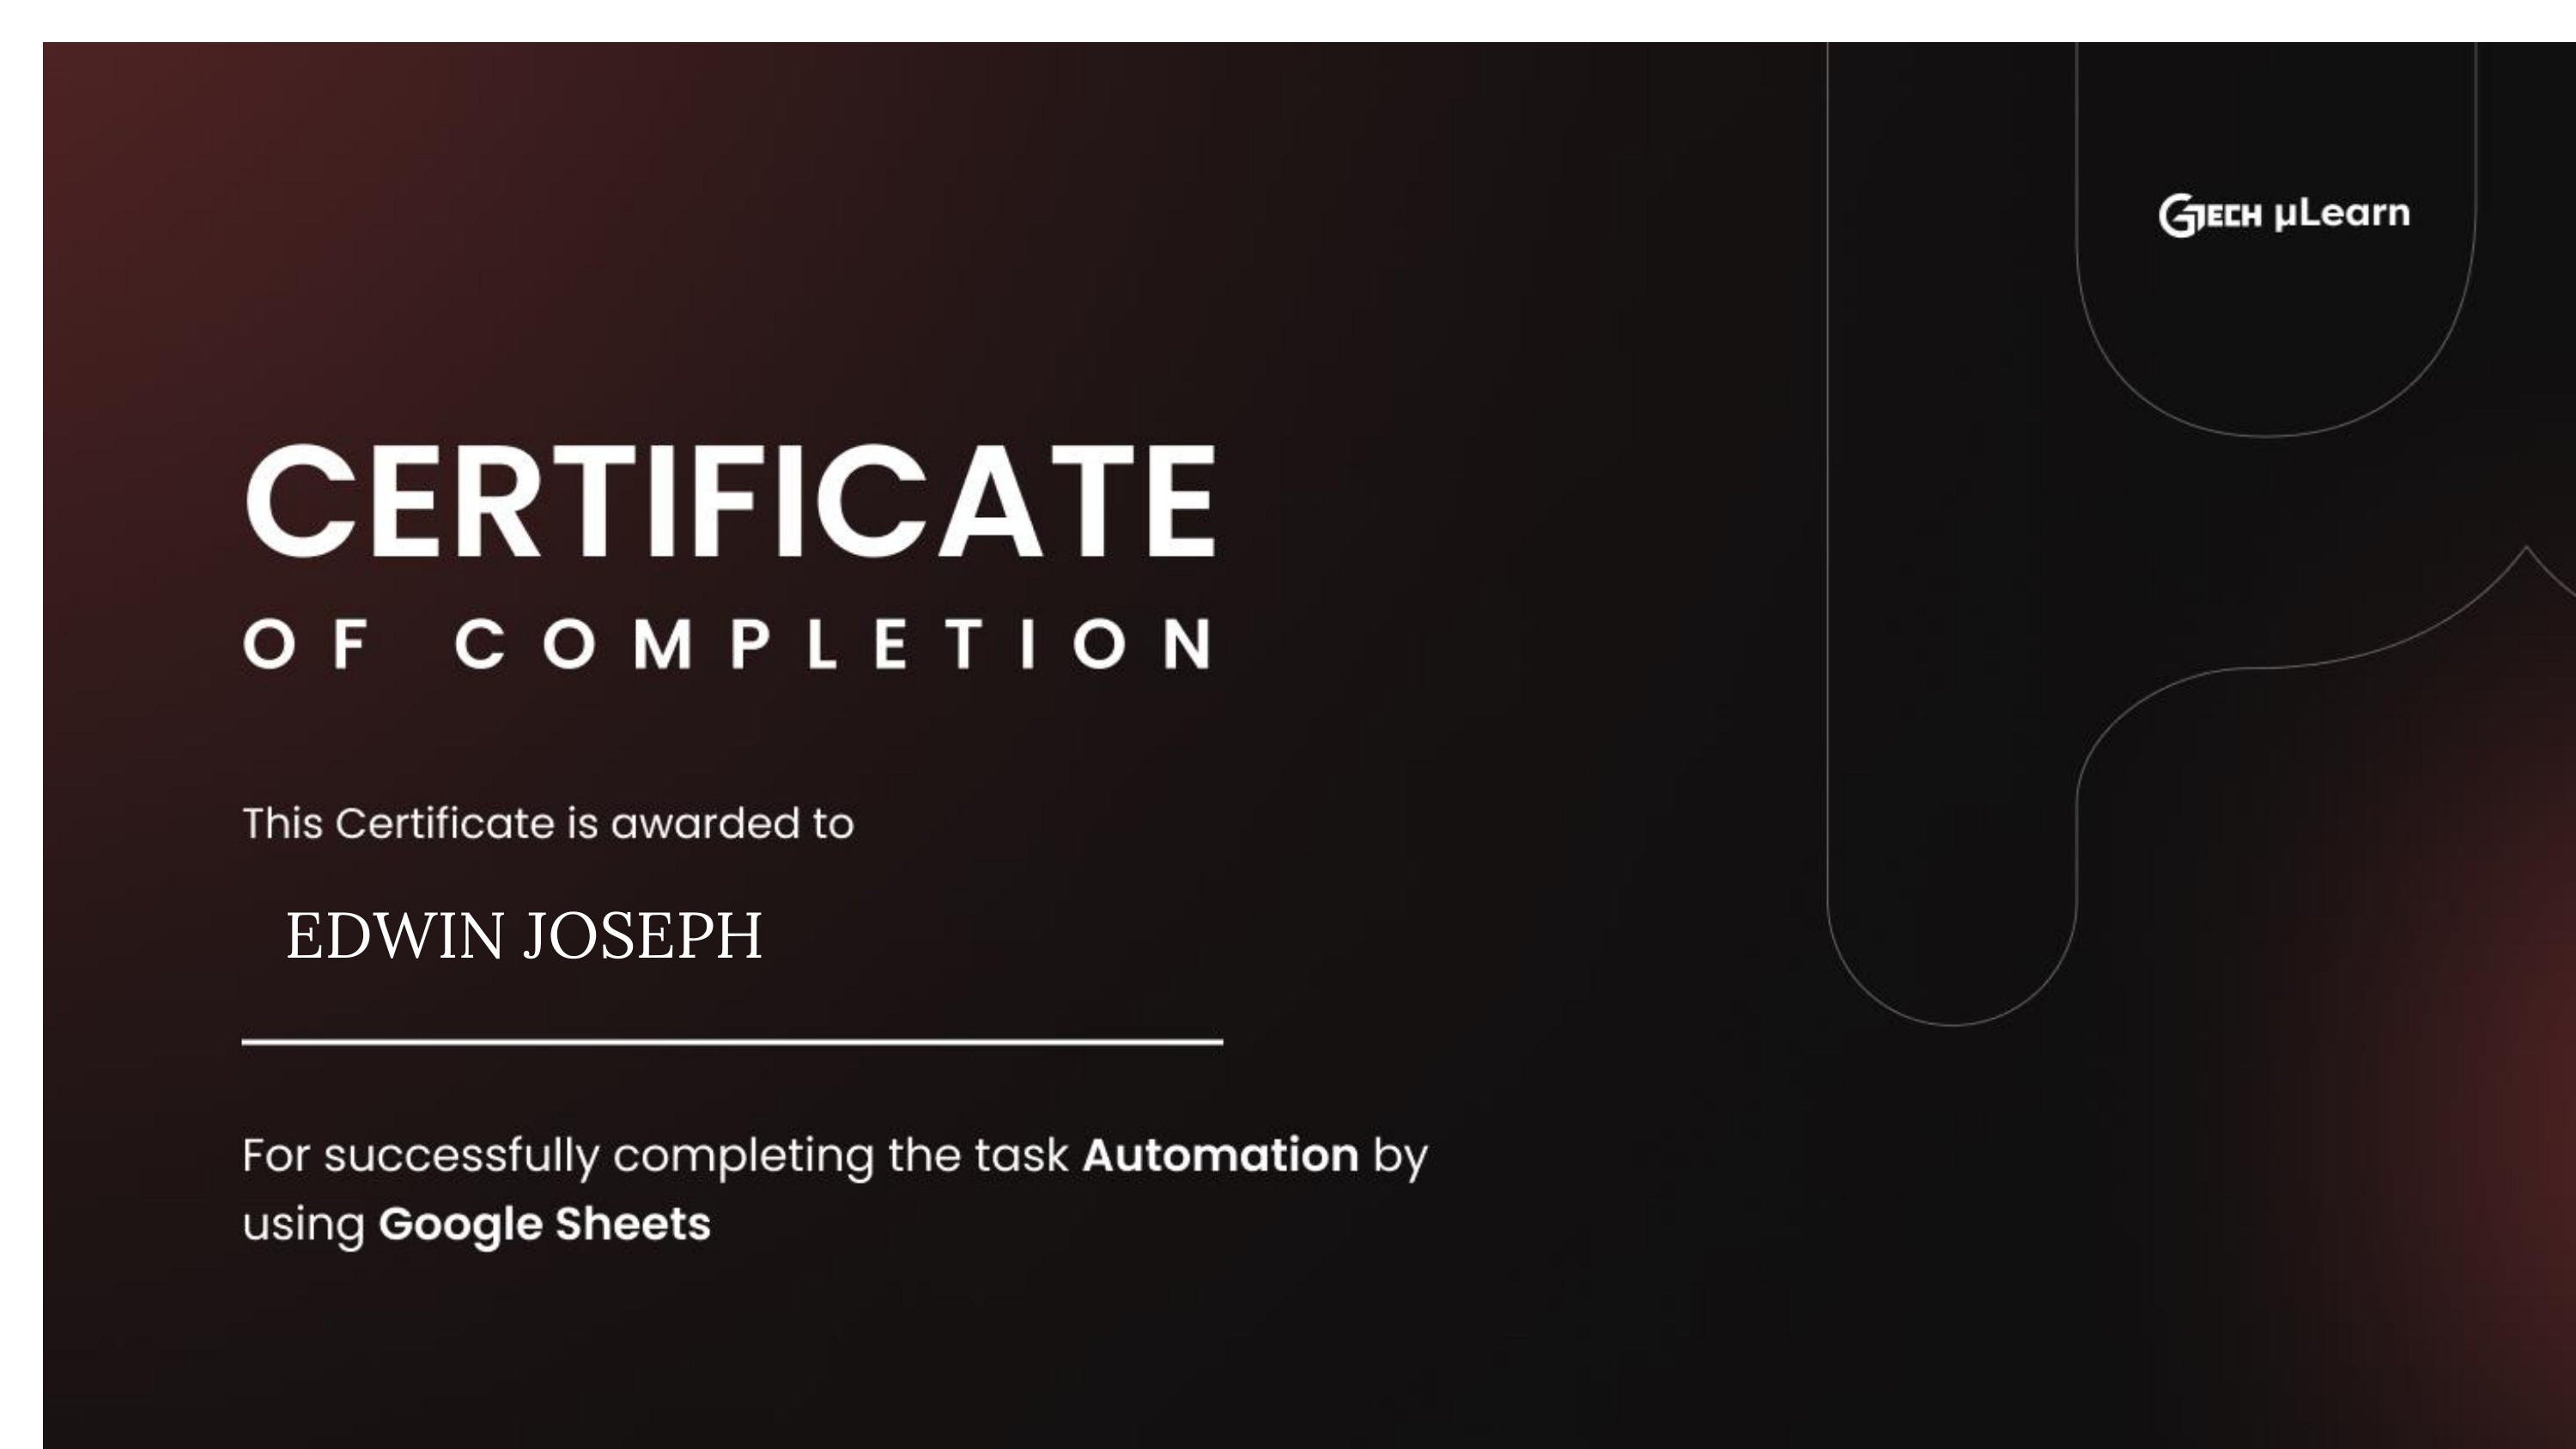 GTECH µLearn
CERTIFICATE
OF COMPLETION
This Certificate is awarded to
EDWIN JOSEPH
For successfully completing the task Automation by
using Google Sheets